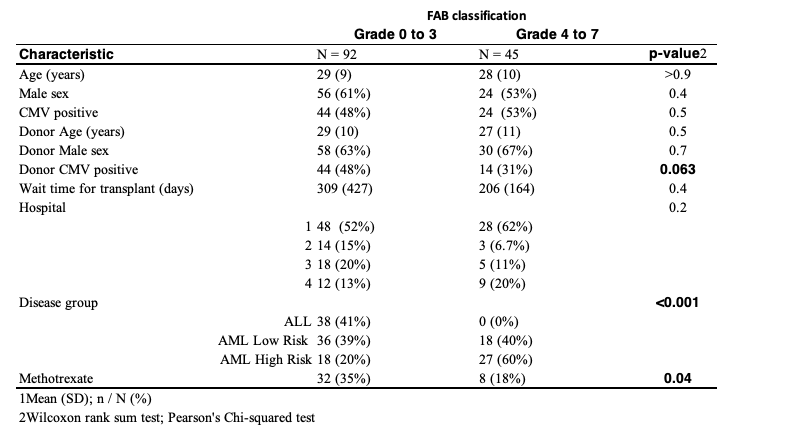 FAB classification
Grade 0 to 3 Grade 4 to 7
Characteristic N = 92 N = 45 p-value2
Age (years) 29 (9) 28 (10) >0.9
Male sex 56 (61%) 24 (53%) 0.4
CMV positive 44 (48%) 24 (53%) 0.5
Donor Age (years) 29 (10) 27 (11) 0.5
Donor Male sex 58 (63%) 30 (67%) 0.7
Donor CMV positive 44 (48%) 14 (31%) 0.063
Wait time for transplant (days) 309 (427) 206 (164) 0.4
Hospital 0.2
1 48 (52%) 28 (62%)
2 14 (15%) 3 (6.7%)
3 18 (20%) 5 (11%)
4 12 (13%) 9 (20%)
Disease group <0.001
ALL 38 (41%) 0 (0%)
AML Low Risk 36 (39%) 18 (40%)
AML High Risk 18 (20%) 27 (60%)
Methotrexate 32 (35%) 8 (18%) 0.04
1Mean (SD); n / N (%)
2Wilcoxon rank sum test; Pearson's Chi-squared test